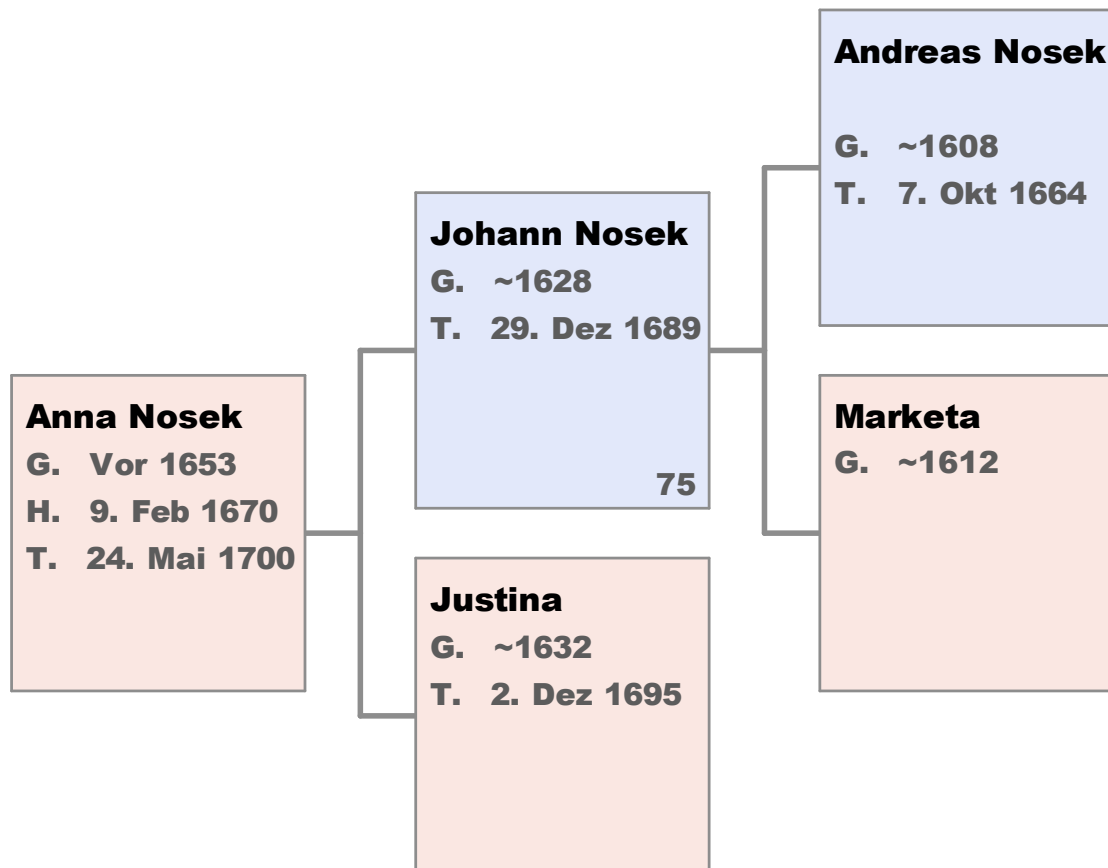 Andreas Nosek
G. ~1608
T. 7. Okt 1664
Johann Nosek
G. ~1628
T. 29. Dez 1689
75
Anna Nosek
G. Vor 1653
H. 9. Feb 1670
T. 24. Mai 1700
Marketa
G. ~1612
Justina
G. ~1632
T. 2. Dez 1695